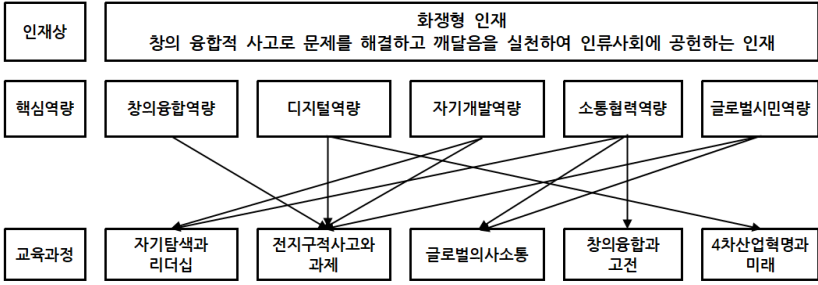 인재상
화쟁형 인재
창의 융합적 사고로 문제를 해결하고 깨달음을 실천하여 인류사회에 공헌하는 인재
핵심역량
창의융합역량
디지털역량
자기개발역량
소통협력역량
글로벌시민역량
교육과정
자기탐색과
리더십
전지구적사고와
과제
글로벌의사소통
창의융합과
고전
4차산업혁명과
미래